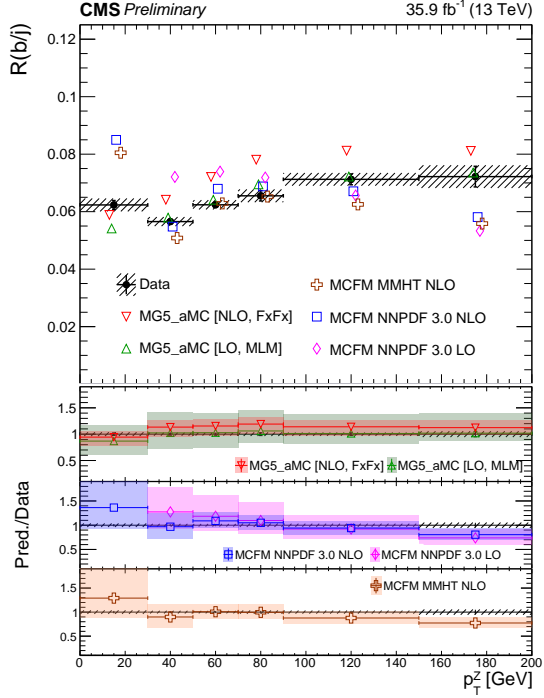 CMS Preliminary 35.9 fb⁻¹ (13 TeV)
R(b/j)
0.12
0.1
0.08
0.06
0.04
0.02
Data
MG5_aMC [NLO, FxFx]
MG5_aMC [LO, MLM]
MCFM MMHT NLO
MCFM NNPDF 3.0 NLO
MCFM NNPDF 3.0 LO
Pred./Data
1.5
1
0.5
MG5_aMC [NLO, FxFx] MG5_aMC [LO, MLM]
1.5
1
0.5
MCFM NNPDF 3.0 NLO MCFM NNPDF 3.0 LO
1.5
1
0.5
MCFM MMHT NLO
0 20 40 60 80 100 120 140 160 180 200
p_T^Z [GeV]